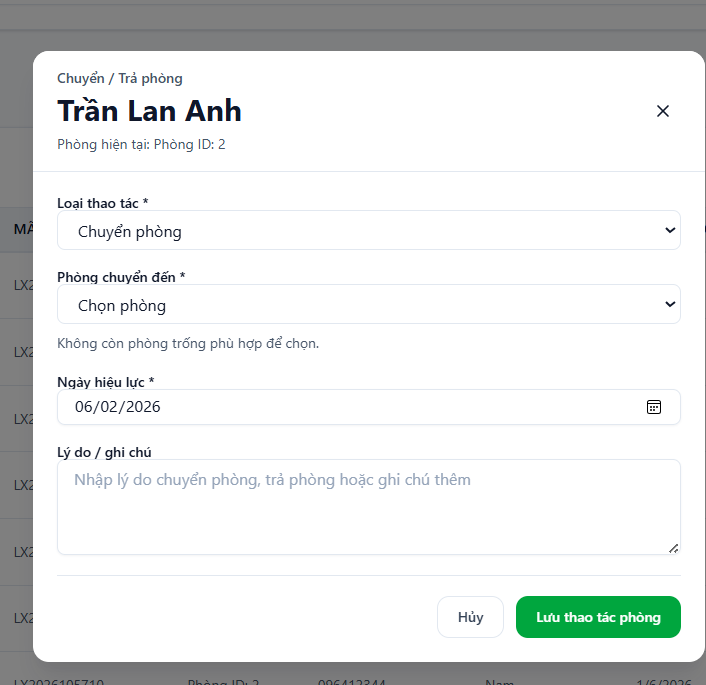 Chuyển / Trả phòng
Trần Lan Anh
Phòng hiện tại: Phòng ID: 2
Loại thao tác *
MÃ
Chuyển phòng
Phòng chuyển đến *
LX2
Chọn phòng
Không còn phòng trống phù hợp để chọn.
LX2
Ngày hiệu lực *
06/02/2026
LX2
Lý do / ghi chú
Nhập lý do chuyển phòng, trả phòng hoặc ghi chú thêm
LX2
LX2
Hủy
Lưu thao tác phòng
LX2
LX2026105710 Phòng ID: 2 096412344 Nam 1/6/2026